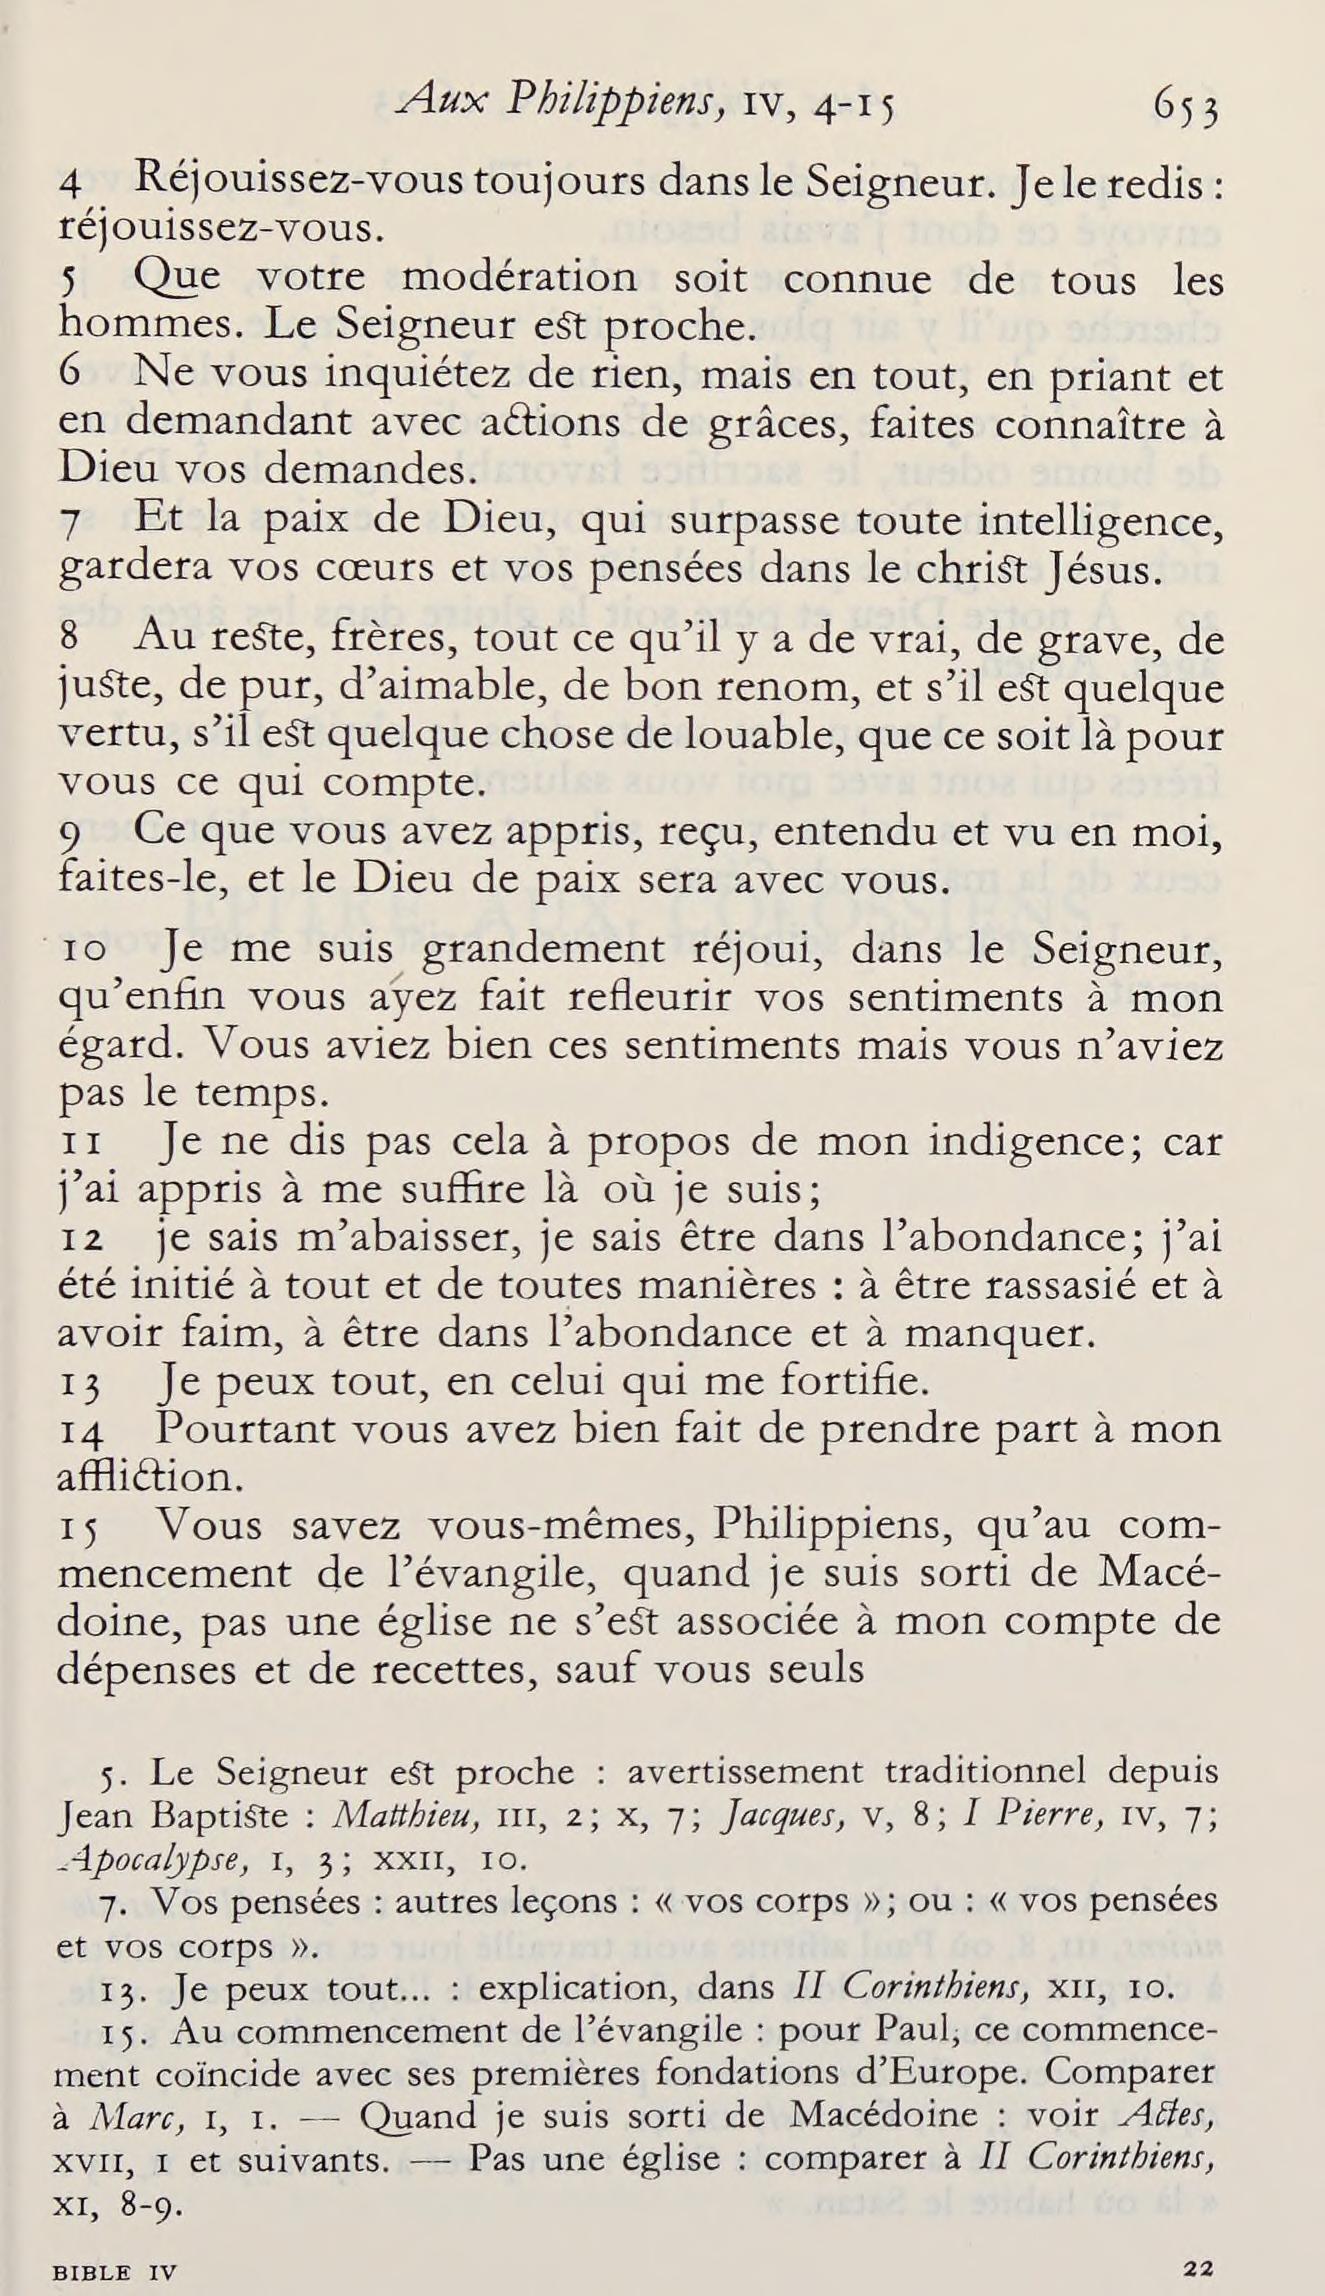 Aux Philippiens, IV, 4-15 653
4 Réjouissez-vous toujours dans le Seigneur. Je le redis :
réjouissez-vous.
5 Que votre modération soit connue de tous les
hommes. Le Seigneur est proche.
6 Ne vous inquiétez de rien, mais en tout, en priant et
en demandant avec actions de grâces, faites connaître à
Dieu vos demandes.
7 Et la paix de Dieu, qui surpasse toute intelligence,
gardera vos cœurs et vos pensées dans le christ Jésus.
8 Au reste, frères, tout ce qu'il y a de vrai, de grave, de
juste, de pur, d'aimable, de bon renom, et s'il est quelque
vertu, s'il est quelque chose de louable, que ce soit là pour
vous ce qui compte.
9 Ce que vous avez appris, reçu, entendu et vu en moi,
faites-le, et le Dieu de paix sera avec vous.
10 Je me suis grandement réjoui, dans le Seigneur,
qu'enfin vous ayez fait refleurir vos sentiments à mon
égard. Vous aviez bien ces sentiments mais vous n'aviez
pas le temps.
11 Je ne dis pas cela à propos de mon indigence; car
j'ai appris à me suffire là où je suis;
12 je sais m'abaisser, je sais être dans l'abondance; j'ai
été initié à tout et de toutes manières : à être rassasié et à
avoir faim, à être dans l'abondance et à manquer.
13 Je peux tout, en celui qui me fortifie.
14 Pourtant vous avez bien fait de prendre part à mon
affliction.
15 Vous savez vous-mêmes, Philippiens, qu'au com-
mencement de l'évangile, quand je suis sorti de Macé-
doine, pas une église ne s'est associée à mon compte de
dépenses et de recettes, sauf vous seuls
5. Le Seigneur est proche : avertissement traditionnel depuis
Jean Baptiste : Matthieu, III, 2; X, 7; Jacques, V, 8; I Pierre, IV, 7;
Apocalypse, I, 3; XXII, 10.
7. Vos pensées : autres leçons : « vos corps »; ou : « vos pensées
et vos corps ».
13. Je peux tout... : explication, dans II Corinthiens, XII, 10.
15. Au commencement de l'évangile : pour Paul, ce commence-
ment coïncide avec ses premières fondations d'Europe. Comparer
à Marc, I, 1. — Quand je suis sorti de Macédoine : voir Actes,
XVII, 1 et suivants. — Pas une église : comparer à II Corinthiens,
XI, 8-9.
BIBLE IV 22